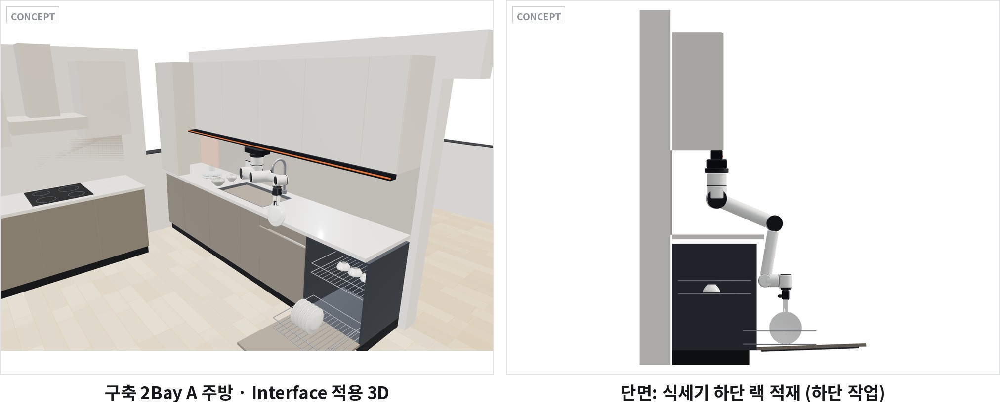 CONCEPT
CONCEPT
구축 2Bay A 주방 · Interface 적용 3D
단면: 식세기 하단 랙 적재 (하단 작업)